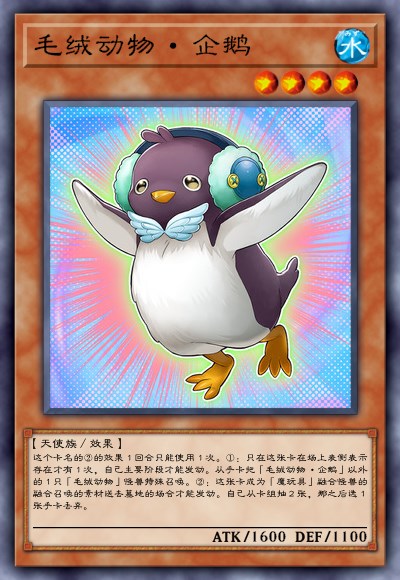 毛绒动物·企鹅
水
【天使族/效果】
这个卡名的②的效果1回合只能使用1次。①：只在这张卡在场上表侧表示
存在才有1次，自己主要阶段才能发动。从手卡把「毛绒动物·企鹅」以外
的1只「毛绒动物」怪兽特殊召唤。②：这张卡成为「魔玩具」融合怪兽的
融合召唤的素材送去墓地的场合才能发动。自己从卡组抽2张，那之后选1
张手卡丢弃。
ATK/1600 DEF/1100